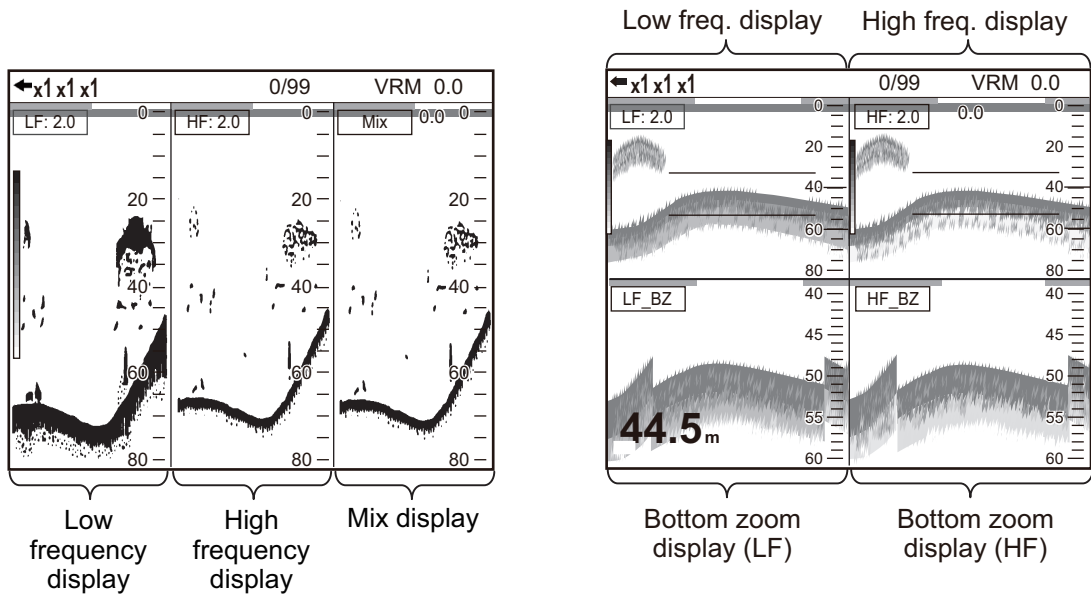 Low freq. display
High freq. display
←x1 x1 x1
0/99
VRM 0.0
LF: 2.0
0
HF: 2.0
0
Mix
0.0
0
20
20
20
40
40
40
60
60
60
80
80
80
Low
frequency
display
High
frequency
display
Mix display
←x1 x1 x1
0/99
VRM 0.0
LF: 2.0
0
HF: 2.0
0.0
0
20
20
40
40
60
60
80
80
LF_BZ
40
HF_BZ
40
45
45
50
50
55
55
44.5m
60
60
Bottom zoom
display (LF)
Bottom zoom
display (HF)